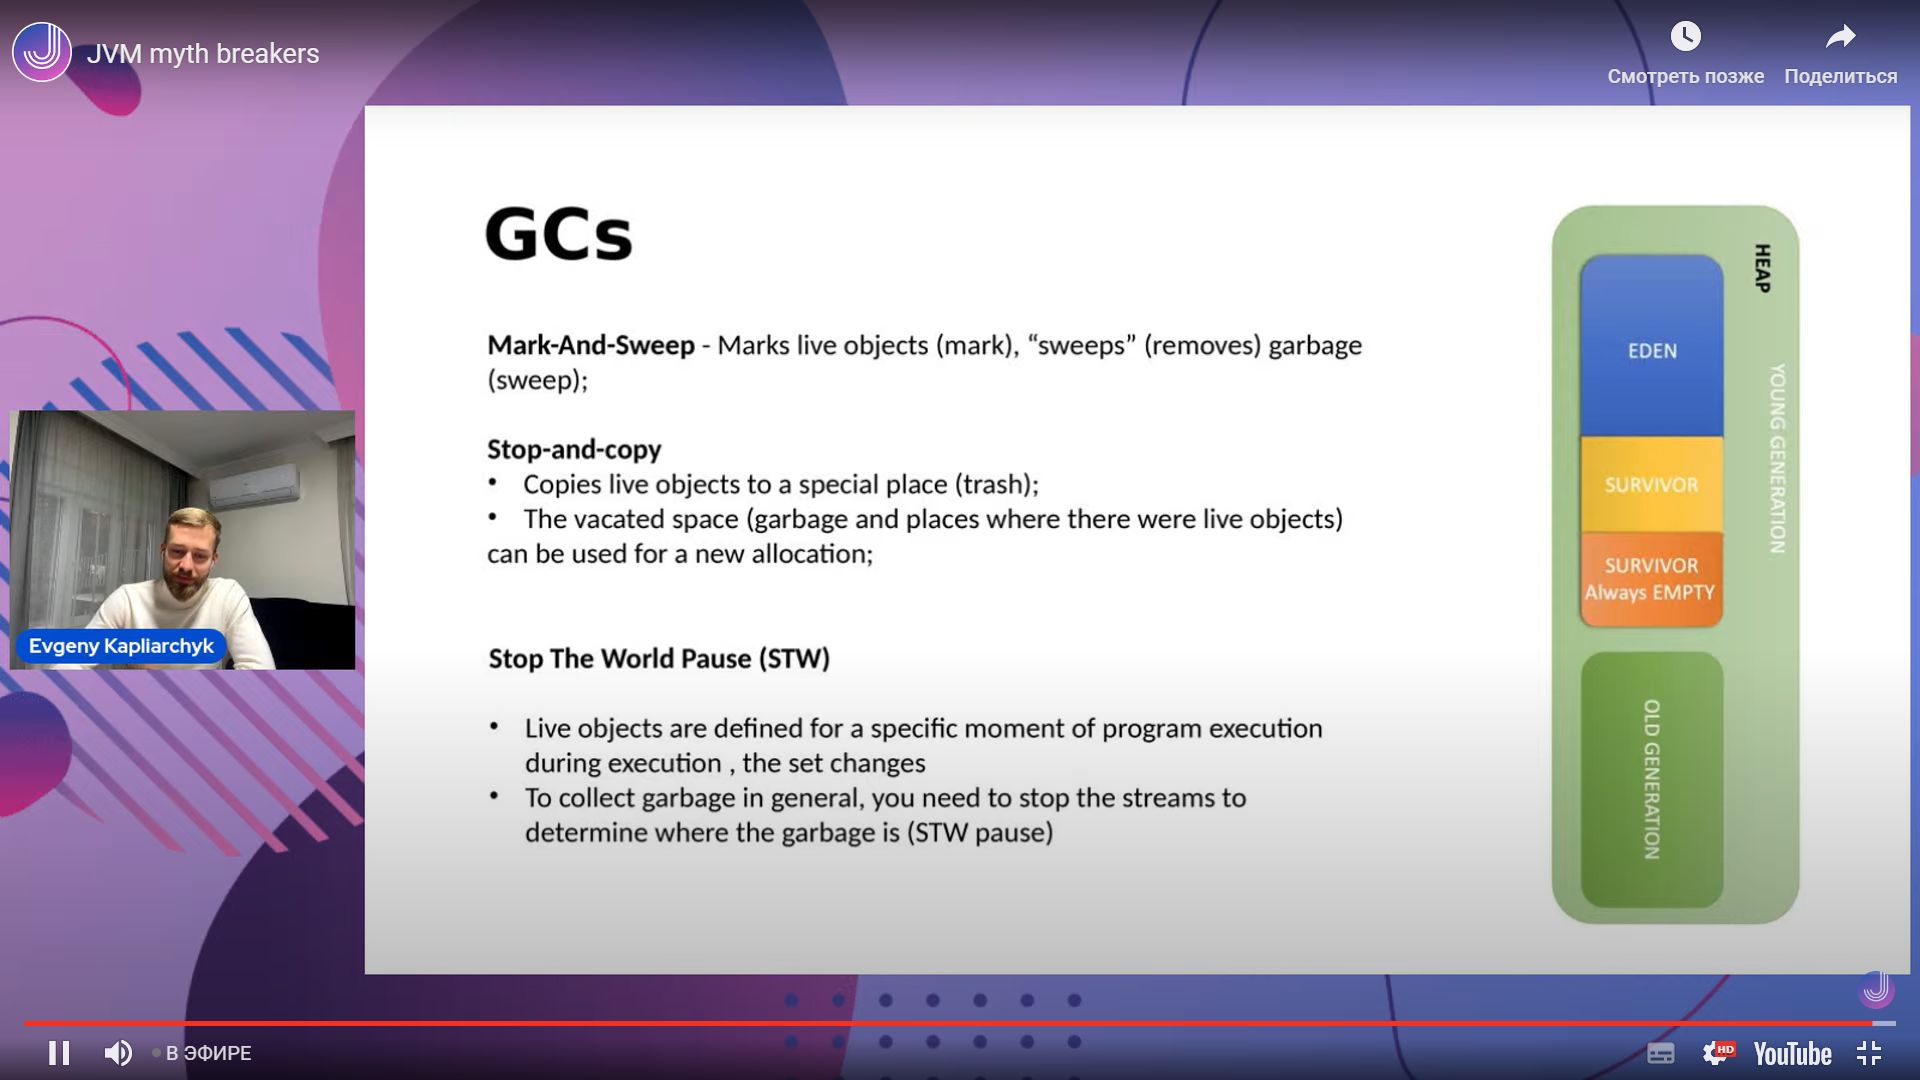 JVM myth breakers
Смотреть позже
Поделиться
GCs
Mark-And-Sweep - Marks live objects (mark), “sweeps” (removes) garbage
(sweep);
Stop-and-copy
• Copies live objects to a special place (trash);
• The vacated space (garbage and places where there were live objects)
can be used for a new allocation;
Stop The World Pause (STW)
• Live objects are defined for a specific moment of program execution
during execution , the set changes
• To collect garbage in general, you need to stop the streams to
determine where the garbage is (STW pause)
HEAP
YOUNG GENERATION
EDEN
SURVIVOR
SURVIVOR
Always EMPTY
OLD GENERATION
Evgeny Kapliarchyk
В ЭФИРЕ
HD
YouTube